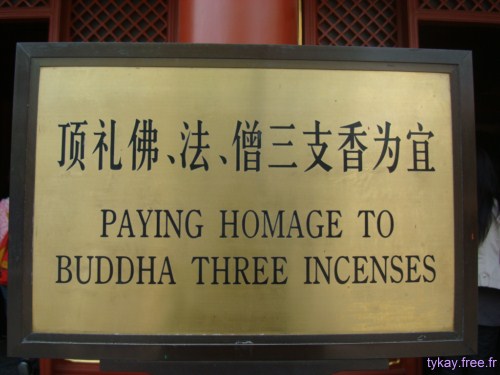 顶礼佛、法、僧三支香为宜
PAYING HOMAGE TO
BUDDHA THREE INCENSES
tykay.free.fr